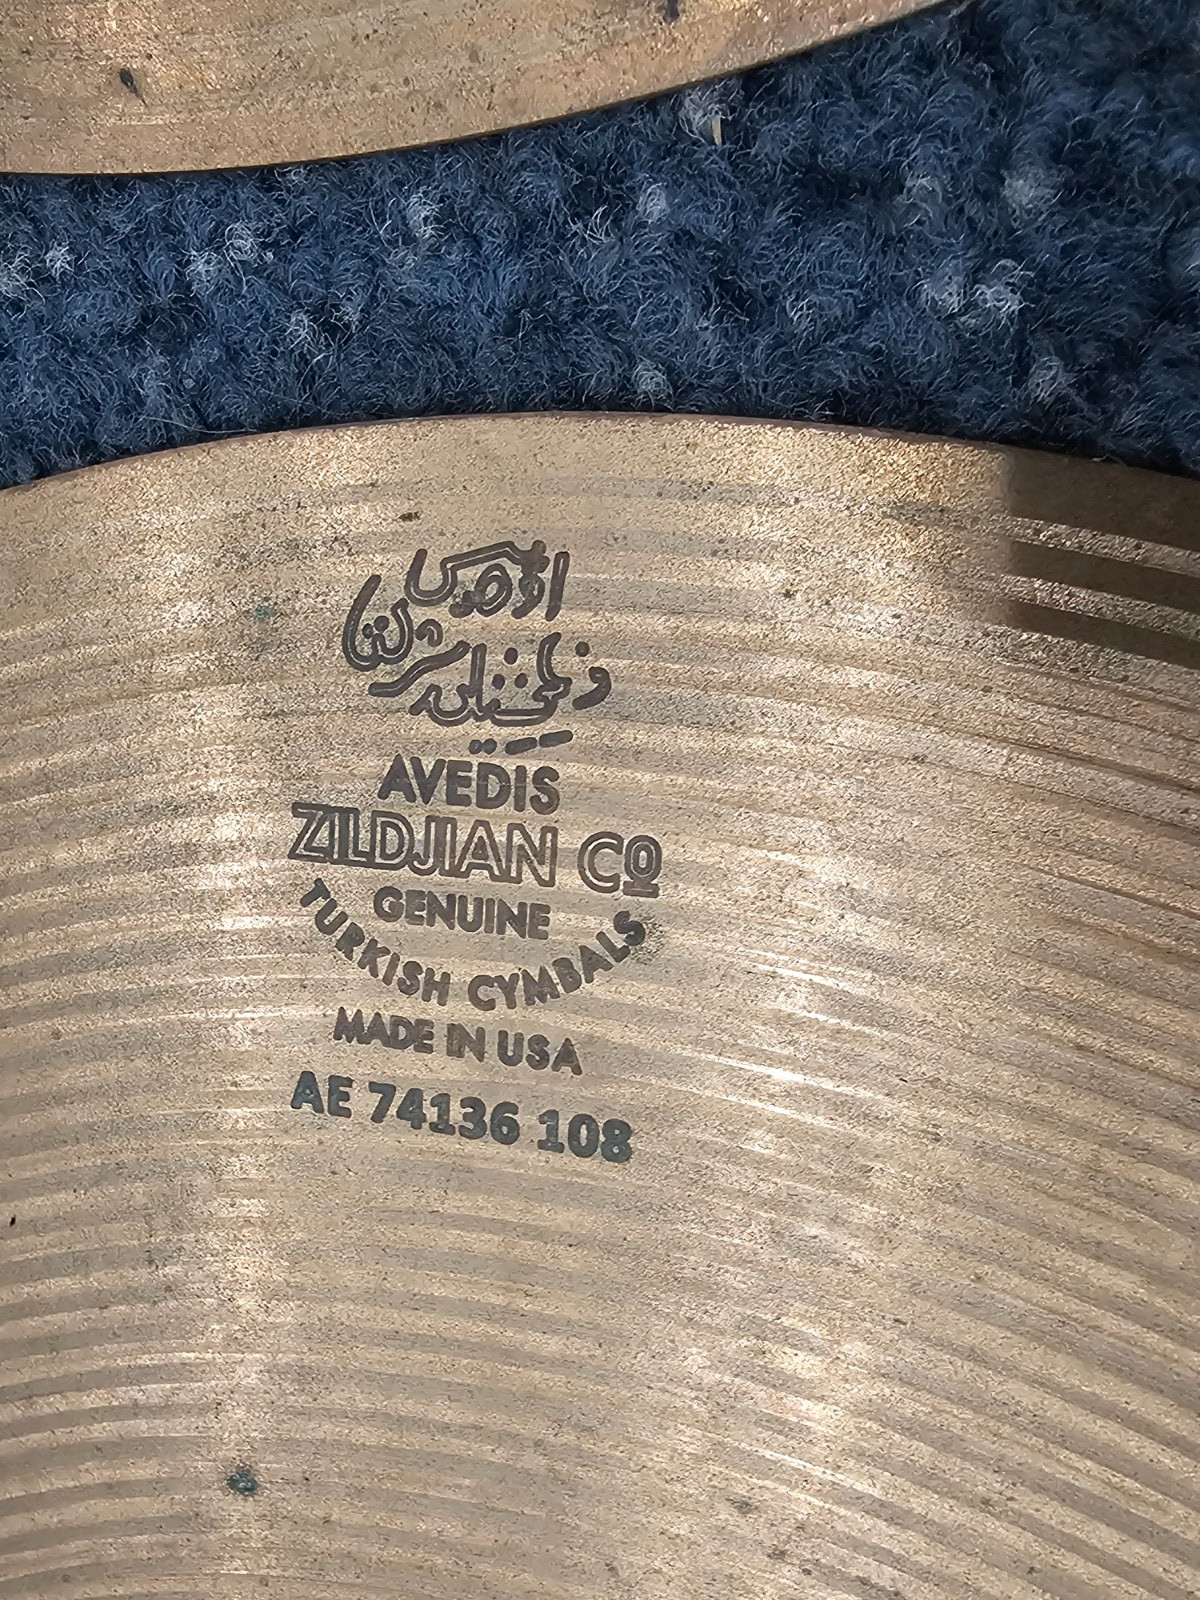 AVEDIS
ZILDJIAN Co
GENUINE
TURKISH CYMBALS
MADE IN USA
AE 74136 108